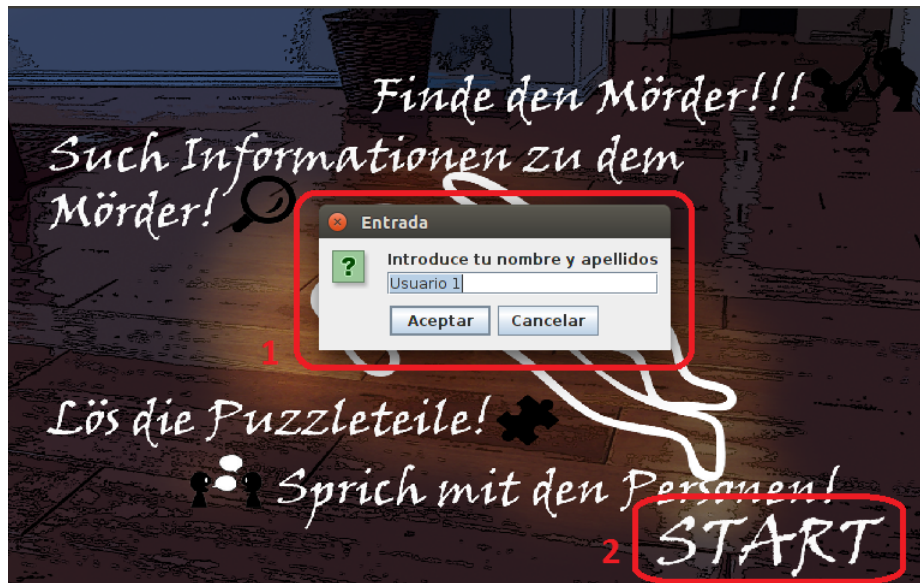 Finde den Mörder!!!
Such Informationen zu dem
Mörder!
Entrada
?
Introduce tu nombre y apellidos
Usuario 1
Aceptar
Cancelar
1
Lös die Puzzleteile!
Sprich mit den Personen!
2
START